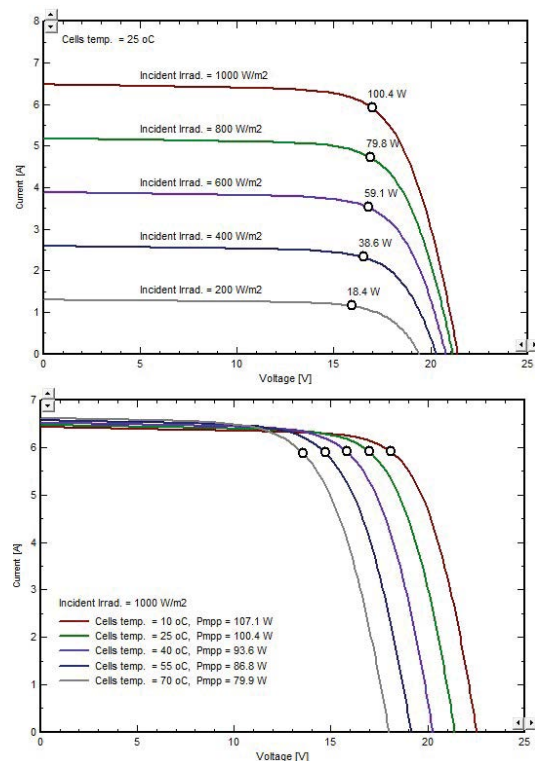 8
7
6
5
4
3
2
1
0
Current [A]
Cells temp. = 25 oC
Incident Irrad. = 1000 W/m2
100.4 W
Incident Irrad. = 800 W/m2
79.8 W
Incident Irrad. = 600 W/m2
59.1 W
Incident Irrad. = 400 W/m2
38.6 W
Incident Irrad. = 200 W/m2
18.4 W
0 5 10 15 20 25
Voltage [V]
7
6
5
4
3
2
1
0
Current [A]
Incident Irrad. = 1000 W/m2
Cells temp. = 10 oC, Pmpp = 107.1 W
Cells temp. = 25 oC, Pmpp = 100.4 W
Cells temp. = 40 oC, Pmpp = 93.6 W
Cells temp. = 55 oC, Pmpp = 86.8 W
Cells temp. = 70 oC, Pmpp = 79.9 W
0 5 10 15 20 25
Voltage [V]